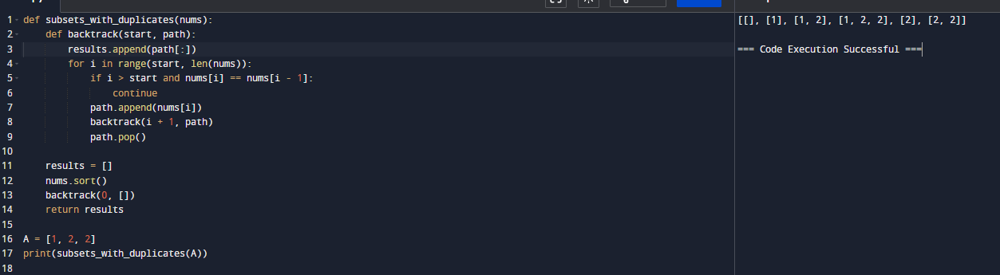 1 def subsets_with_duplicates(nums):
2     def backtrack(start, path):
3         results.append(path[:])
4         for i in range(start, len(nums)):
5             if i > start and nums[i] == nums[i - 1]:
6                 continue
7             path.append(nums[i])
8             backtrack(i + 1, path)
9             path.pop()
10
11     results = []
12     nums.sort()
13     backtrack(0, [])
14     return results
15
16 A = [1, 2, 2]
17 print(subsets_with_duplicates(A))
18
[[], [1], [1, 2], [1, 2, 2], [2], [2, 2]]
=== Code Execution Successful ===